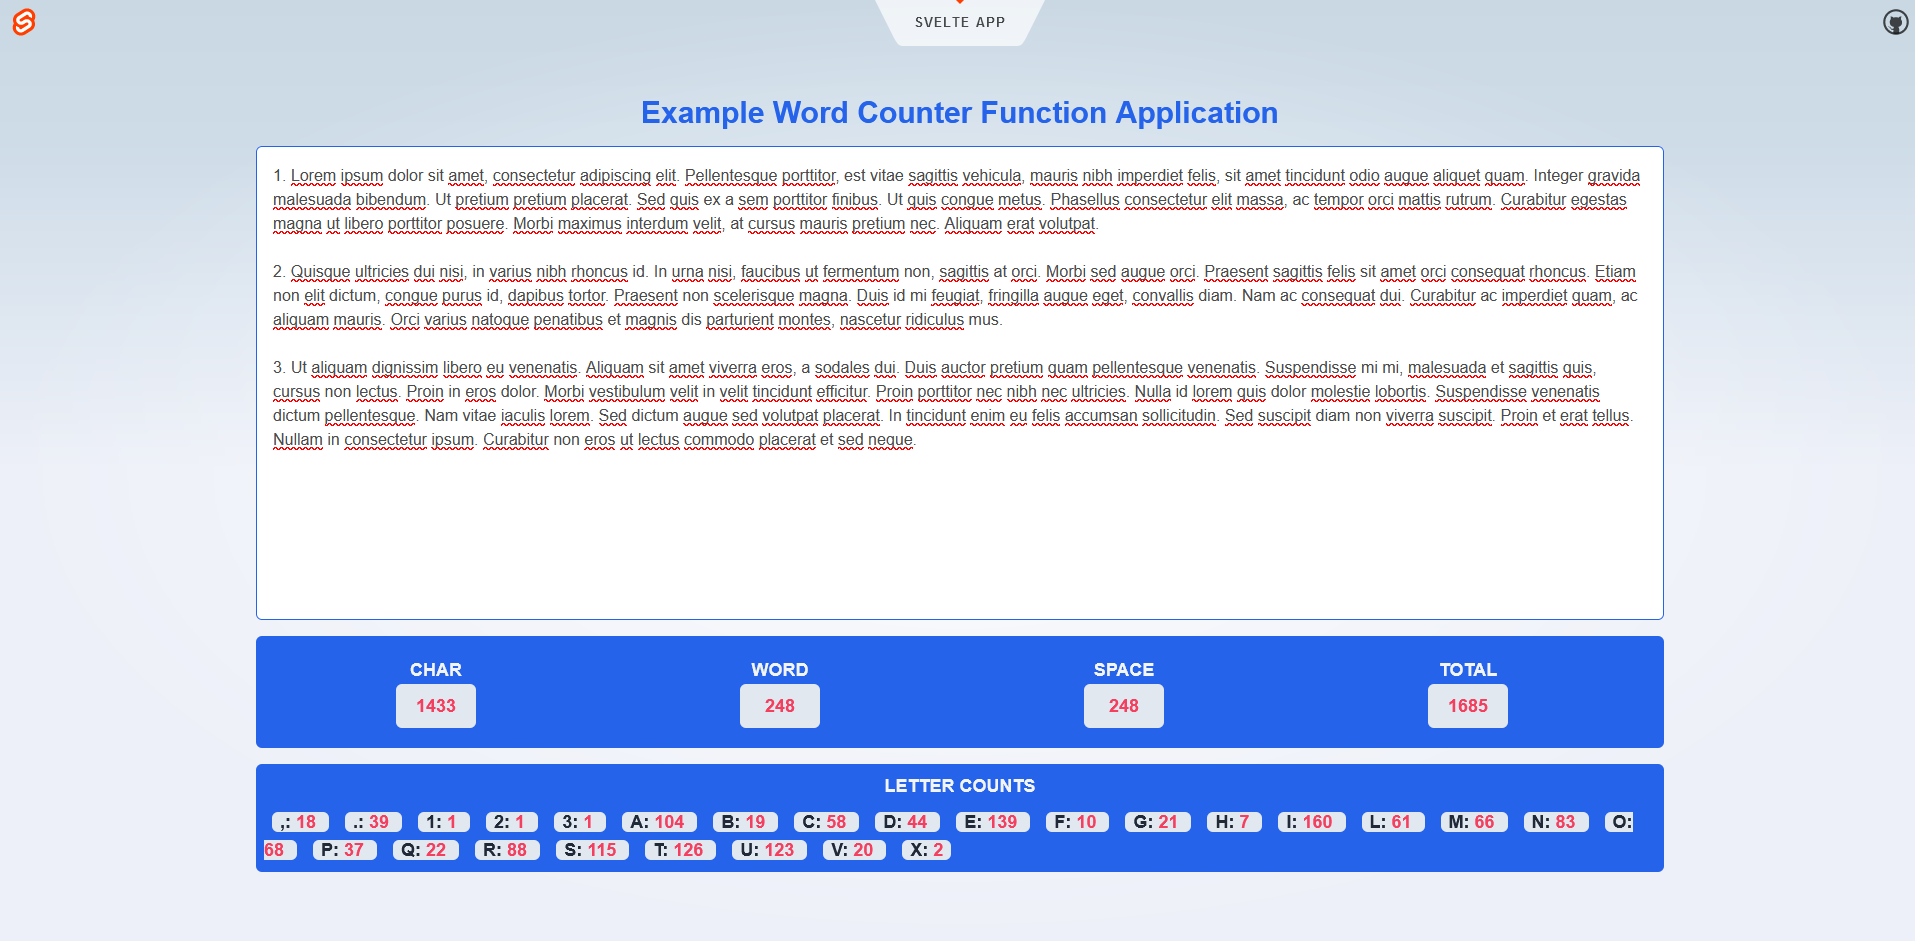 SVELTE APP
Example Word Counter Function Application
1. Lorem ipsum dolor sit amet, consectetur adipiscing elit. Pellentesque porttitor, est vitae sagittis vehicula, mauris nibh imperdiet felis, sit amet tincidunt odio augue aliquet quam. Integer gravida
malesuada bibendum. Ut pretium pretium placerat. Sed quis ex a sem porttitor finibus. Ut quis congue metus. Phasellus consectetur elit massa, ac tempor orci mattis rutrum. Curabitur egestas
magna ut libero porttitor posuere. Morbi maximus interdum velit, at cursus mauris pretium nec. Aliquam erat volutpat.
2. Quisque ultricies dui nisi, in varius nibh rhoncus id. In urna nisi, faucibus ut fermentum non, sagittis at orci. Morbi sed augue orci. Praesent sagittis felis sit amet orci consequat rhoncus. Etiam
non elit dictum, congue purus id, dapibus tortor. Praesent non scelerisque magna. Duis id mi feugiat, fringilla augue eget, convallis diam. Nam ac consequat dui. Curabitur ac imperdiet quam, ac
aliquam mauris. Orci varius natoque penatibus et magnis dis parturient montes, nascetur ridiculus mus.
3. Ut aliquam dignissim libero eu venenatis. Aliquam sit amet viverra eros, a sodales dui. Duis auctor pretium quam pellentesque venenatis. Suspendisse mi mi, malesuada et sagittis quis,
cursus non lectus. Proin in eros dolor. Morbi vestibulum velit in velit tincidunt efficitur. Proin porttitor nec nibh nec ultricies. Nulla id lorem quis dolor molestie lobortis. Suspendisse venenatis
dictum pellentesque. Nam vitae iaculis lorem. Sed dictum augue sed volutpat placerat. In tincidunt enim eu felis accumsan sollicitudin. Sed suscipit diam non viverra suscipit. Proin et erat tellus.
Nullam in consectetur ipsum. Curabitur non eros ut lectus commodo placerat et sed neque.
CHAR WORD SPACE TOTAL
1433 248 248 1685
LETTER COUNTS
,: 18 .: 39 1: 1 2: 1 3: 1 A: 104 B: 19 C: 58 D: 44 E: 139 F: 10 G: 21 H: 7 I: 160 L: 61 M: 66 N: 83 O:
68 P: 37 Q: 22 R: 88 S: 115 T: 126 U: 123 V: 20 X: 2